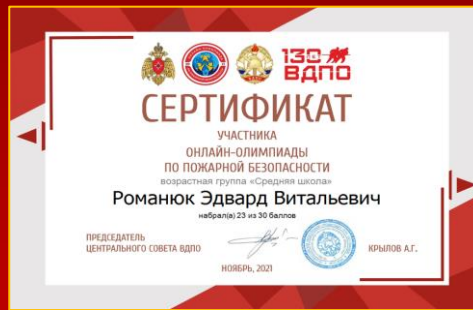 130
ВДПО
СЕРТИФИКАТ
УЧАСТНИКА
ОНЛАЙН-ОЛИМПИАДЫ
ПО ПОЖАРНОЙ БЕЗОПАСНОСТИ
возрастная группа «Средняя школа»
Романюк Эдвард Витальевич
набрал(а) 23 из 30 баллов
ПРЕДСЕДАТЕЛЬ
ЦЕНТРАЛЬНОГО СОВЕТА ВДПО
КРЫЛОВ А.Г.
НОЯБРЬ, 2021